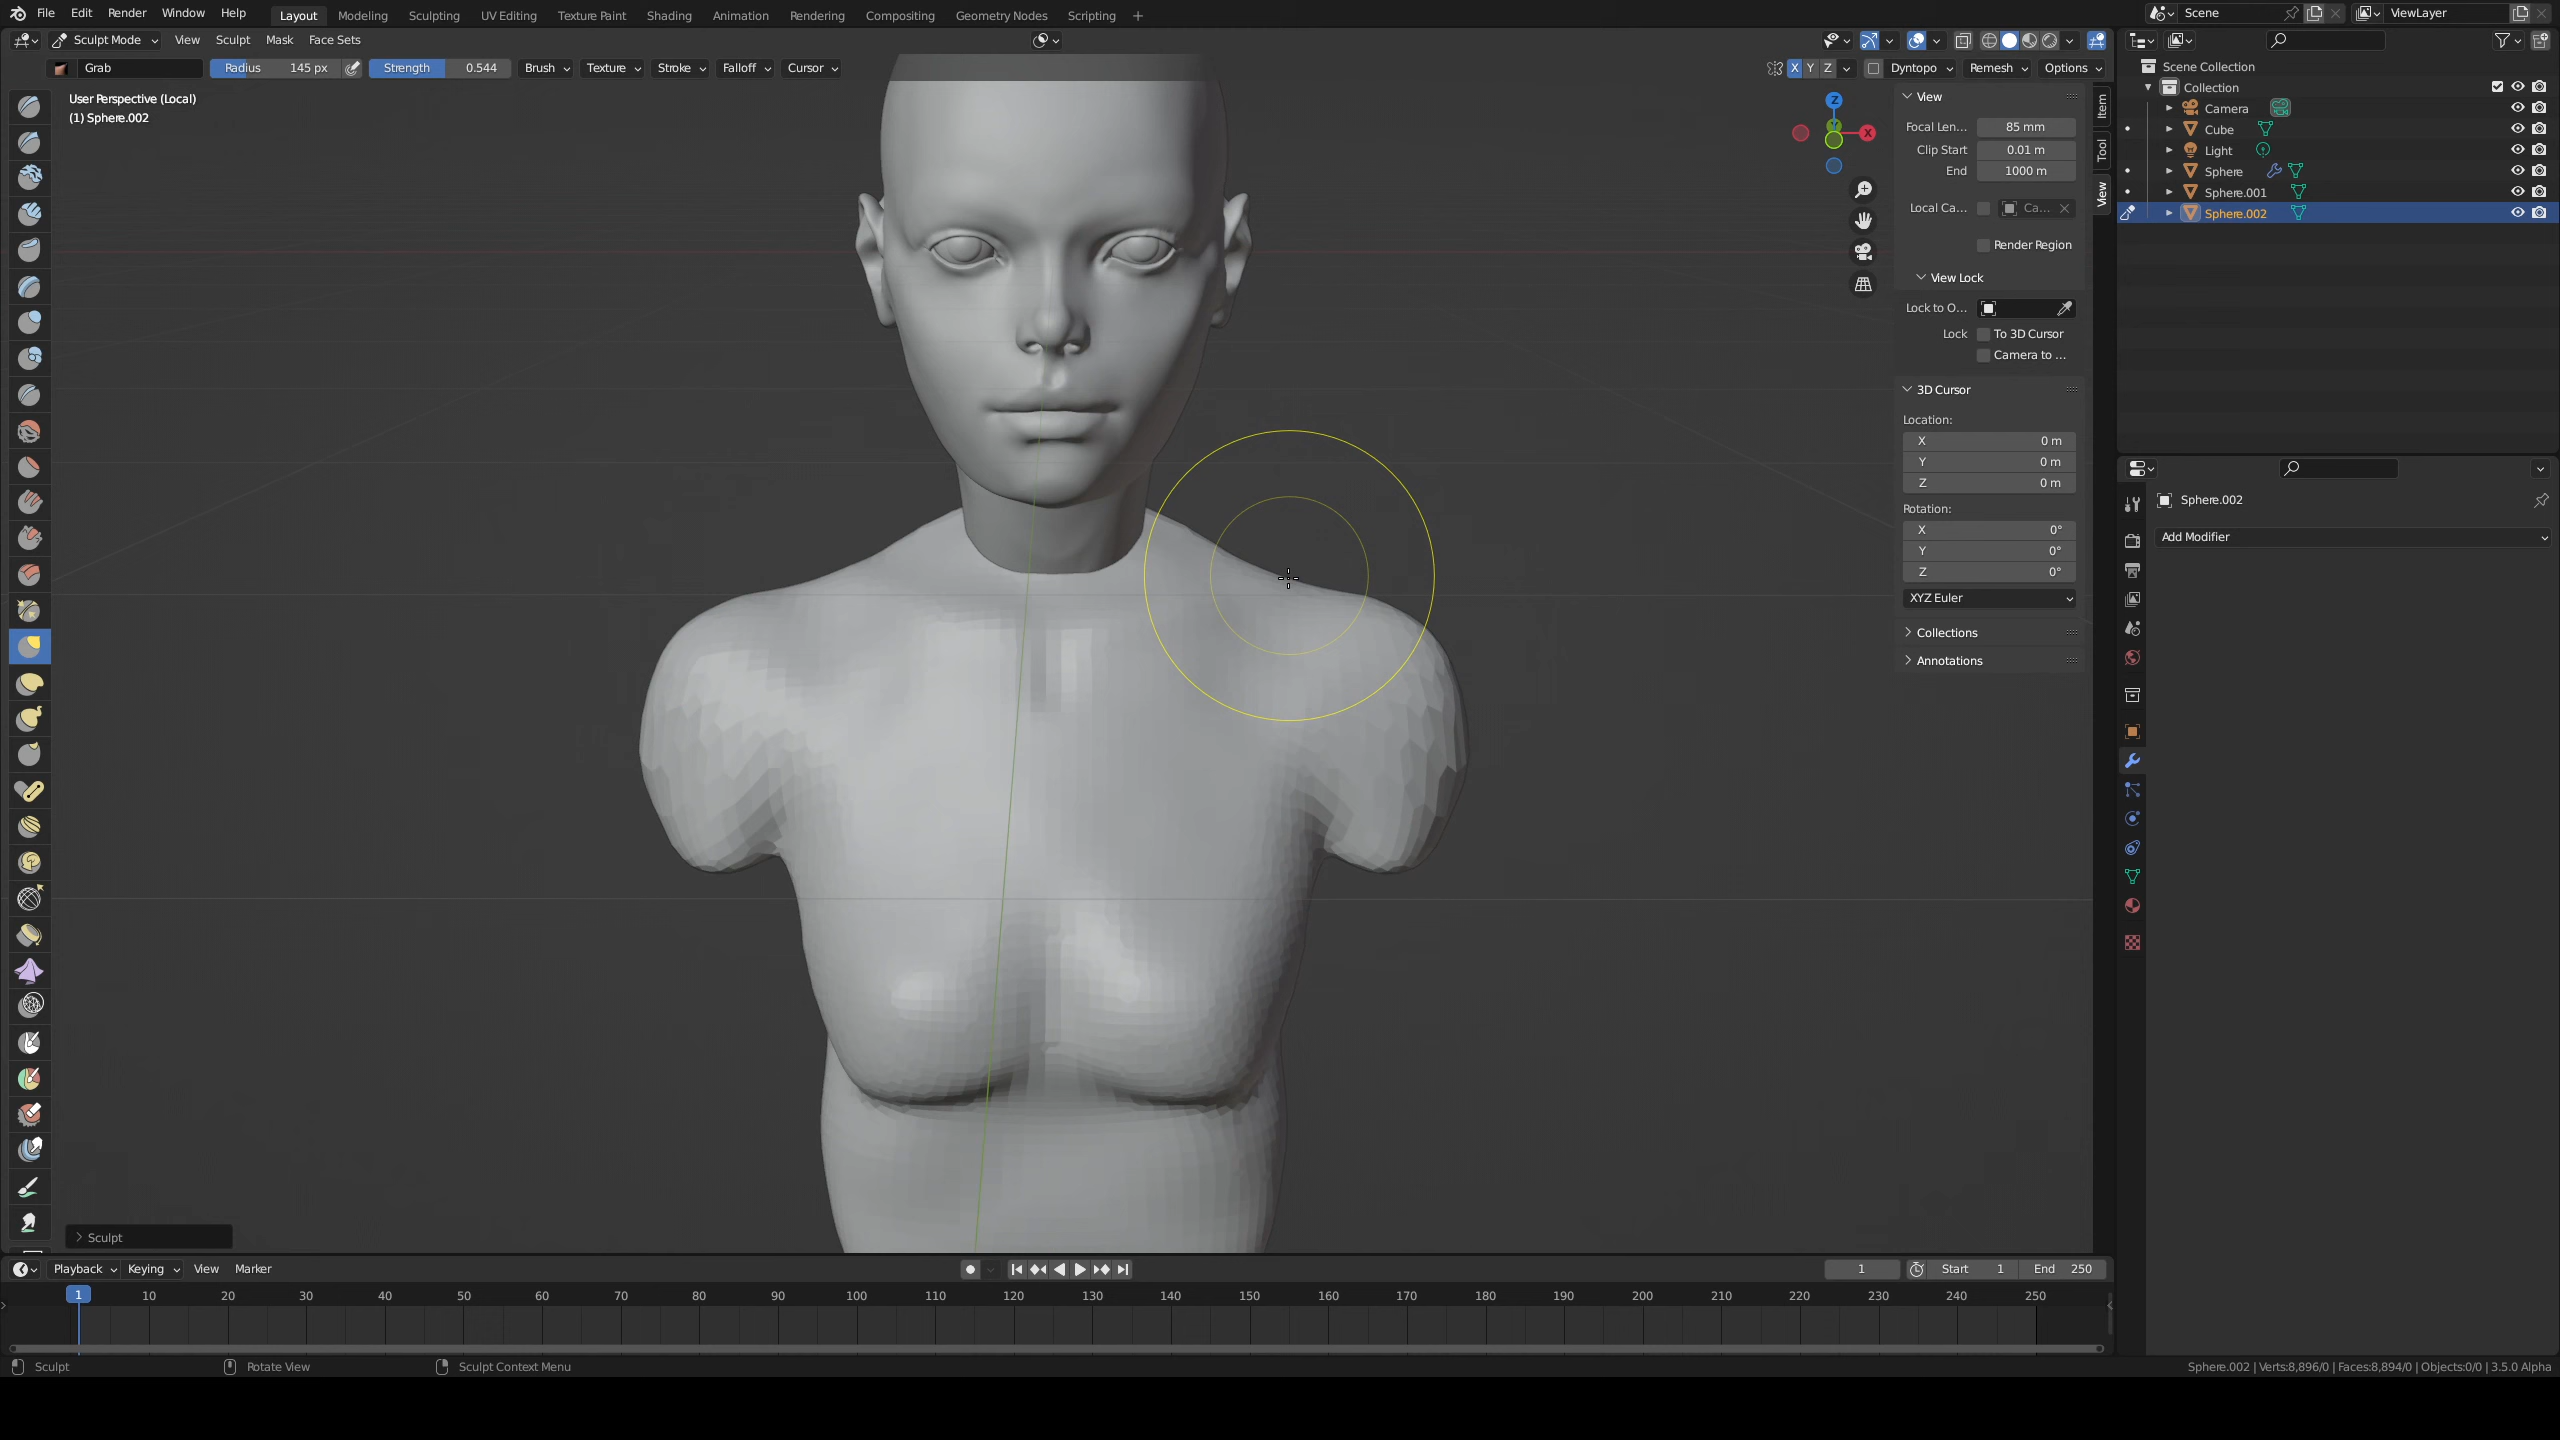 File Edit Render Window Help Layout Modeling Sculpting UV Editing Texture Paint Shading Animation Rendering Compositing Geometry Nodes Scripting + Scene ViewLayer
Sculpt Mode View Sculpt Mask Face Sets
Grab Radius 145 px Strength 0.544 Brush Texture Stroke Falloff Cursor X Y Z Dyntopo Remesh Options
User Perspective (Local)
(1) Sphere.002
Z
X
Item
Tool
View
View
Focal Len... 85 mm
Clip Start 0.01 m
End 1000 m
Local Ca... Ca...
Render Region
View Lock
Lock to O...
Lock To 3D Cursor
Camera to ...
3D Cursor
Location:
X 0 m
Y 0 m
Z 0 m
Rotation:
X 0°
Y 0°
Z 0°
XYZ Euler
Collections
Annotations
Scene Collection
Collection
Camera
Cube
Light
Sphere
Sphere.001
Sphere.002
Sphere.002
Add Modifier
Sculpt
Playback Keying View Marker 1 Start 1 End 250
1 10 20 30 40 50 60 70 80 90 100 110 120 130 140 150 160 170 180 190 200 210 220 230 240 250
Sculpt Rotate View Sculpt Context Menu Sphere.002 | Verts:8,896/0 | Faces:8,894/0 | Objects:0/0 | 3.5.0 Alpha